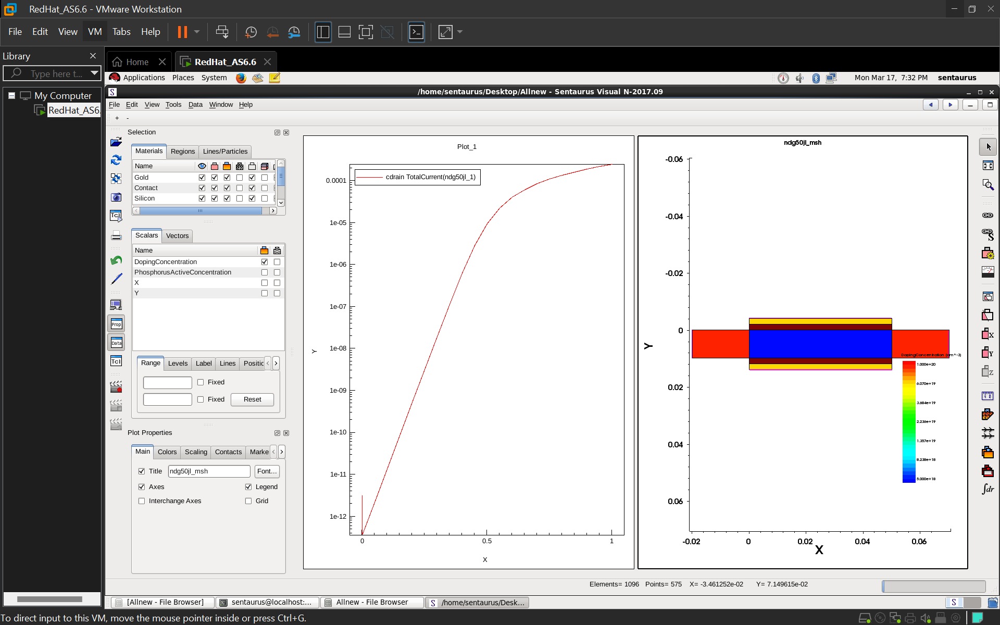 RedHat_AS6.6 - VMware Workstation
File Edit View VM Tabs Help
Library
Type here t...
My Computer
RedHat_AS6.
Home
RedHat_AS6.6
Applications Places System
Mon Mar 17, 7:32 PM sentaurus
S
/home/sentaurus/Desktop/Allnew - Sentaurus Visual N-2017.09
File Edit View Tools Data Window Help
+ -
Selection
Materials Regions Lines/Particles
Name
Gold
Contact
Silicon
Scalars Vectors
Name
DopingConcentration
PhosphorusActiveConcentration
X
Y
Range Levels Label Lines Positic
Fixed
Fixed Reset
Plot Properties
Main Colors Scaling Contacts Marke
Title ndg50jl_msh Font...
Axes Legend
Interchange Axes Grid
Tcl
Prop
Data
Tcl
Plot_1
cdrain TotalCurrent(ndg50jl_1)
0.0001
1e-05
1e-06
1e-07
1e-08
1e-09
1e-10
1e-11
1e-12
Y
0 0.5 1
X
ndg50jl_msh
-0.06
-0.04
-0.02
0
0.02
0.04
0.06
Y
-0.02 0 0.02 0.04 0.06
X
DopingConcentration (cm^-3)
1.000e+20
6.070e+19
3.684e+19
2.236e+19
1.357e+19
8.238e+18
5.000e+18
S
X
Y
Z
1 2
∫dr
Elements= 1096 Points= 575 X= -3.461252e-02 Y= 7.149615e-02
[Allnew - File Browser]
sentaurus@localhost:...
Allnew - File Browser
S /home/sentaurus/Desk...
S
To direct input to this VM, move the mouse pointer inside or press Ctrl+G.